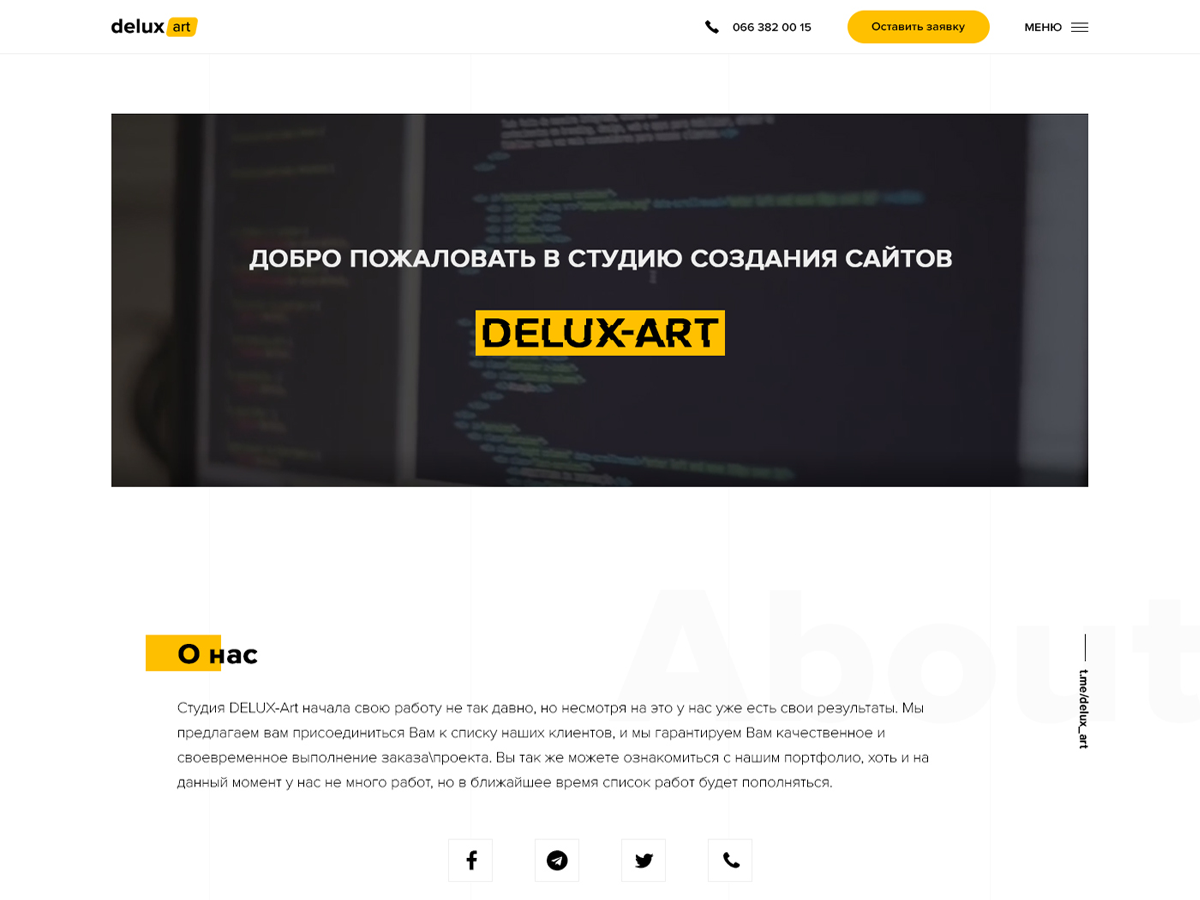 delux art
066 382 00 15
Оставить заявку
МЕНЮ
ДОБРО ПОЖАЛОВАТЬ В СТУДИЮ СОЗДАНИЯ САЙТОВ
DELUX-ART
About
О нас
t.me/delux_art
Студия DELUX-Art начала свою работу не так давно, но несмотря на это у нас уже есть свои результаты. Мы
предлагаем вам присоединиться Вам к списку наших клиентов, и мы гарантируем Вам качественное и
своевременное выполнение заказа\проекта. Вы так же можете ознакомиться с нашим портфолио, хоть и на
данный момент у нас не много работ, но в ближайшее время список работ будет пополняться.